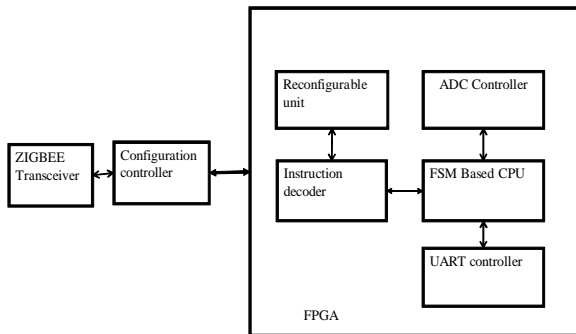 Reconfigurable
unit
ADC Controller
ZIGBEE
Transceiver
Configuration
controller
Instruction
decoder
FSM Based CPU
UART controller
FPGA